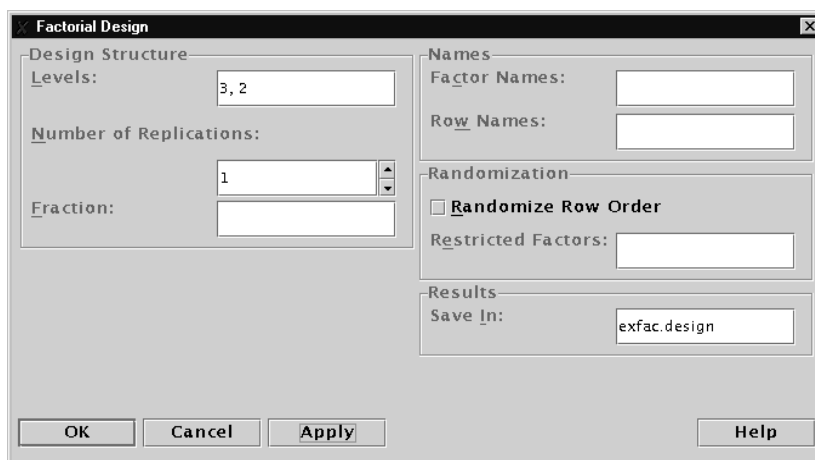 Factorial Design
Design Structure
Levels:
3, 2
Number of Replications:
1
Fraction:
Names
Factor Names:
Row Names:
Randomization
Randomize Row Order
Restricted Factors:
Results
Save In:
exfac.design
OK
Cancel
Apply
Help